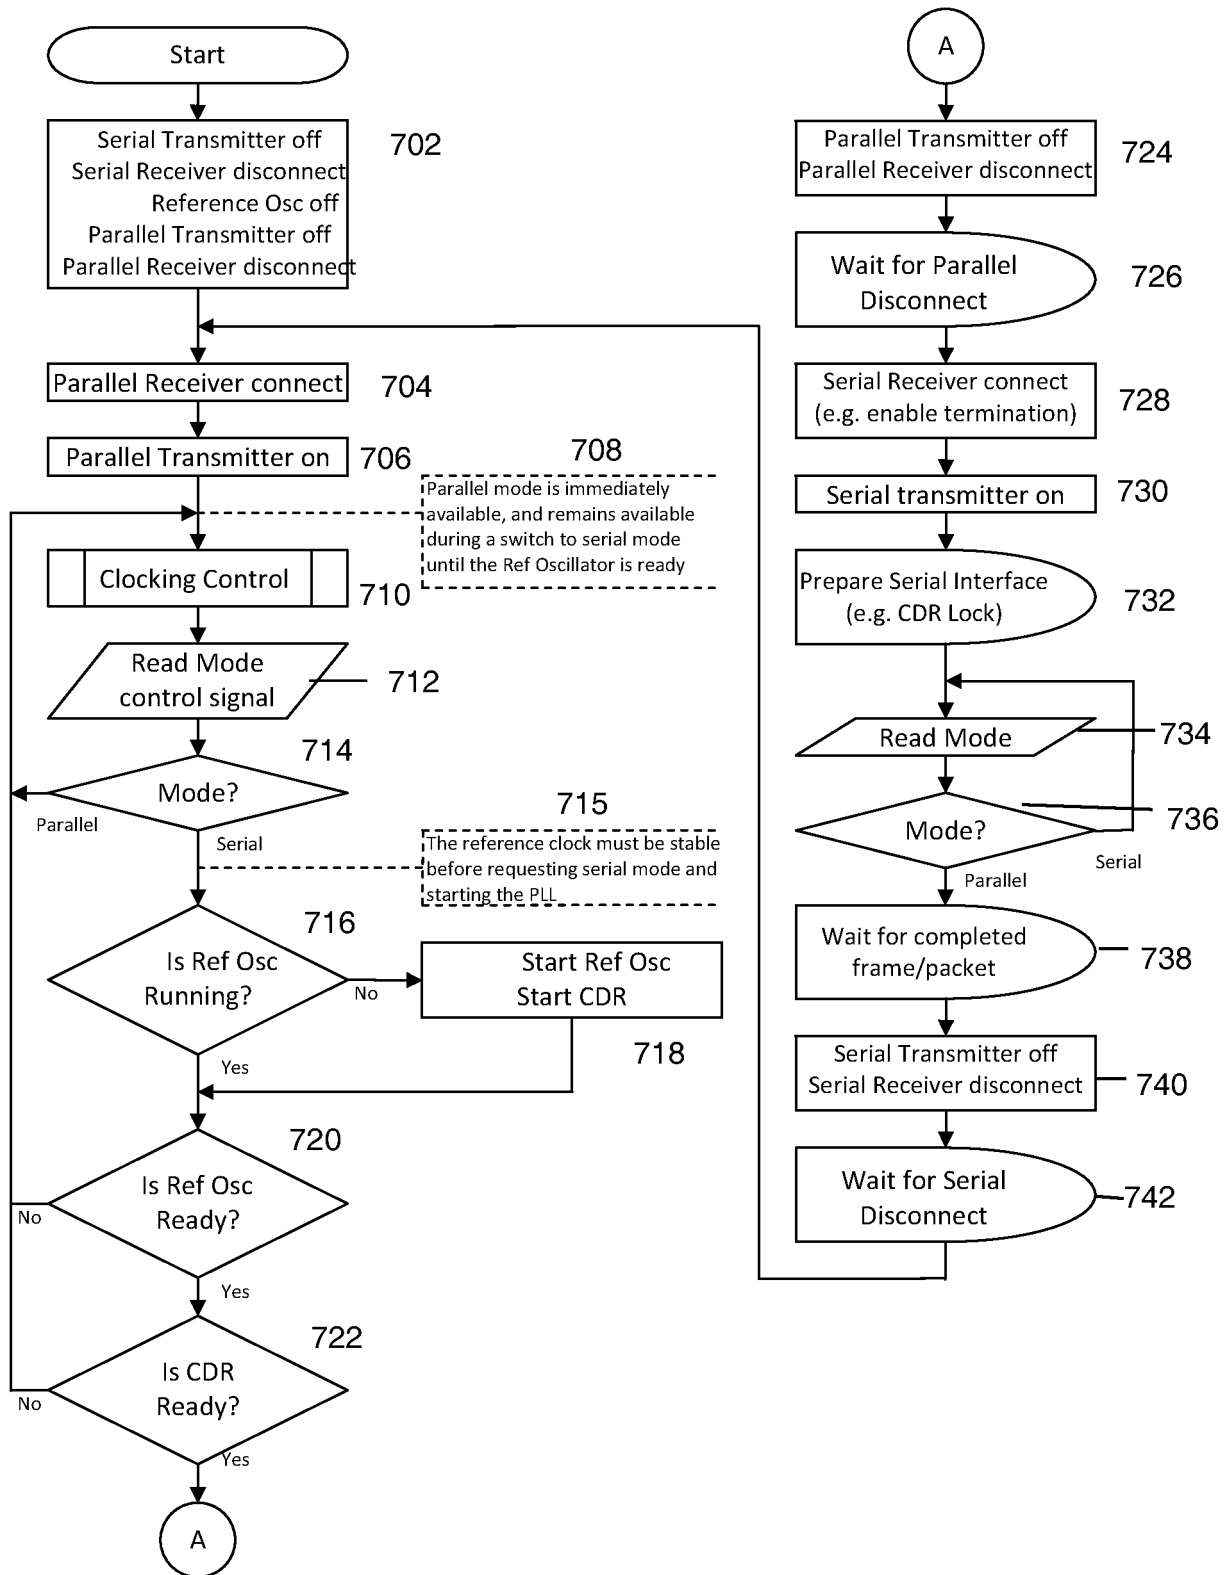 Start
Serial Transmitter off
Serial Receiver disconnect
Reference Osc off
Parallel Transmitter off
Parallel Receiver disconnect
702
Parallel Receiver connect
704
Parallel Transmitter on
706
708
Parallel mode is immediately
available, and remains available
during a switch to serial mode
until the Ref Oscillator is ready
Clocking Control
710
Read Mode
control signal
712
714
Mode?
Parallel
Serial
715
The reference clock must be stable
before requesting serial mode and
starting the PLL
716
Is Ref Osc
Running?
No
Yes
Start Ref Osc
Start CDR
718
720
Is Ref Osc
Ready?
No
Yes
722
Is CDR
Ready?
No
Yes
A
A
Parallel Transmitter off
Parallel Receiver disconnect
724
Wait for Parallel
Disconnect
726
Serial Receiver connect
(e.g. enable termination)
728
Serial transmitter on
730
Prepare Serial Interface
(e.g. CDR Lock)
732
Read Mode
734
Mode?
736
Serial
Parallel
Wait for completed
frame/packet
738
Serial Transmitter off
Serial Receiver disconnect
740
Wait for Serial
Disconnect
742